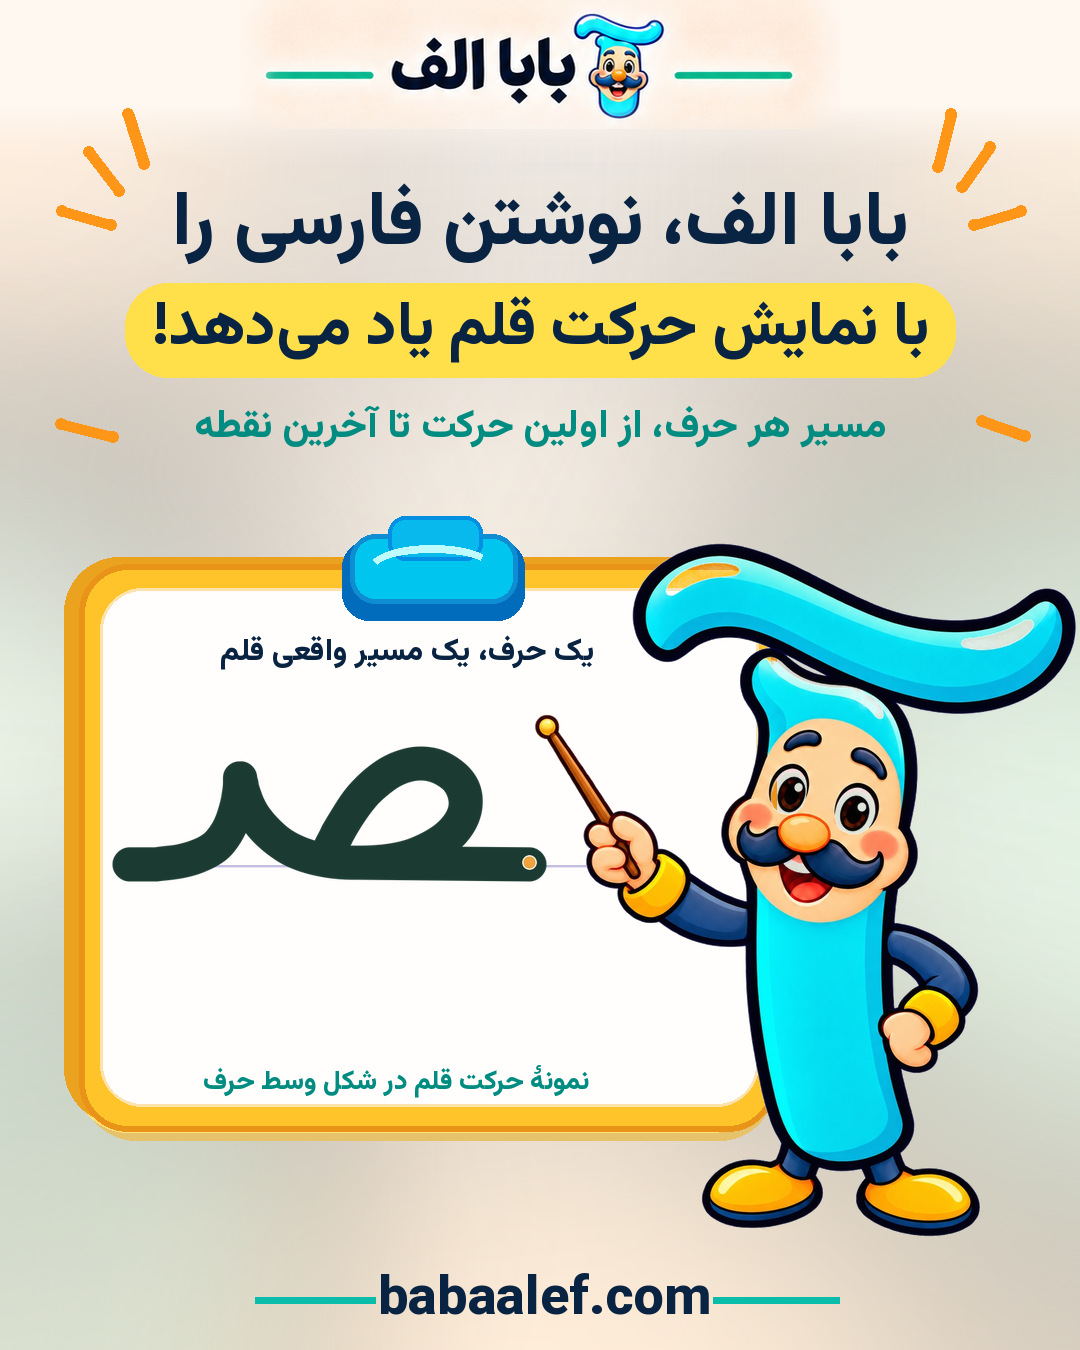 بابا الف
بابا الف، نوشتن فارسی را
با نمایش حرکت قلم یاد می‌دهد!
مسیر هر حرف، از اولین حرکت تا آخرین نقطه
یک حرف، یک مسیر واقعی قلم
ـصـ
نمونهٔ حرکت قلم در شکل وسط حرف
babaalef.com